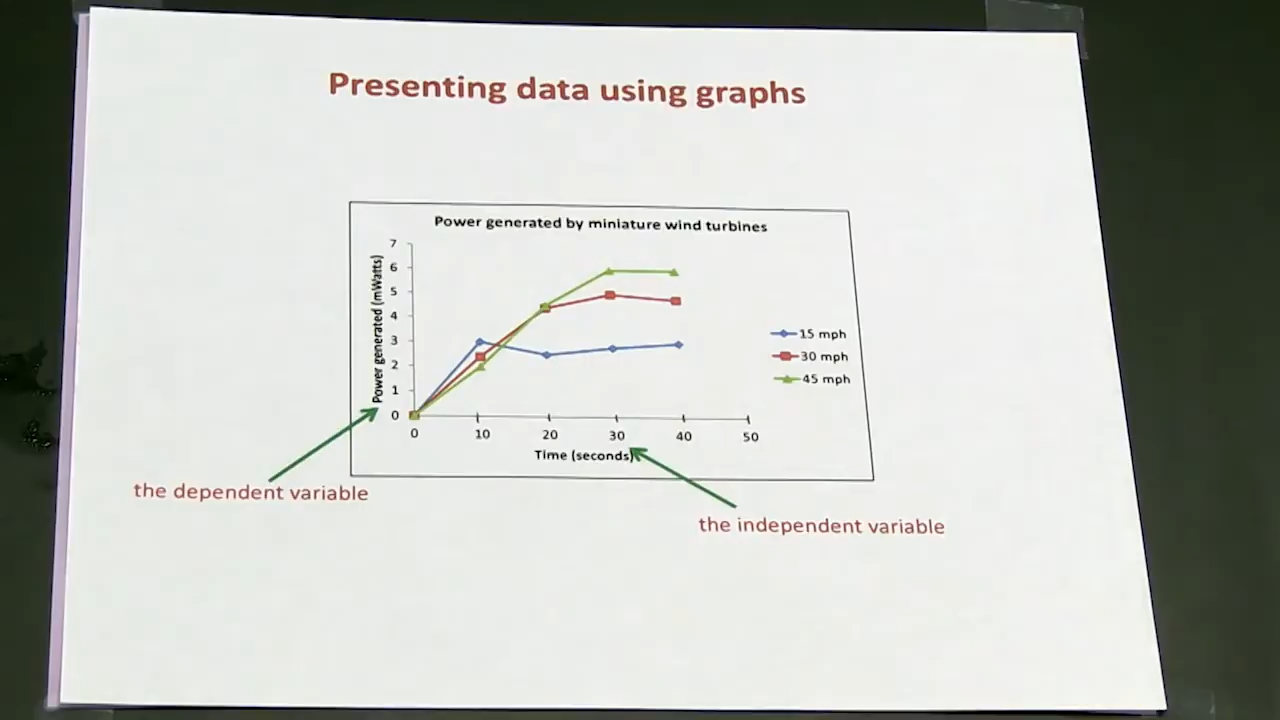 Presenting data using graphs
Power generated by miniature wind turbines
Power generated (mWatts)
7
6
5
4
3
2
1
0
0 10 20 30 40 50
Time (seconds)
15 mph
30 mph
45 mph
the dependent variable
the independent variable